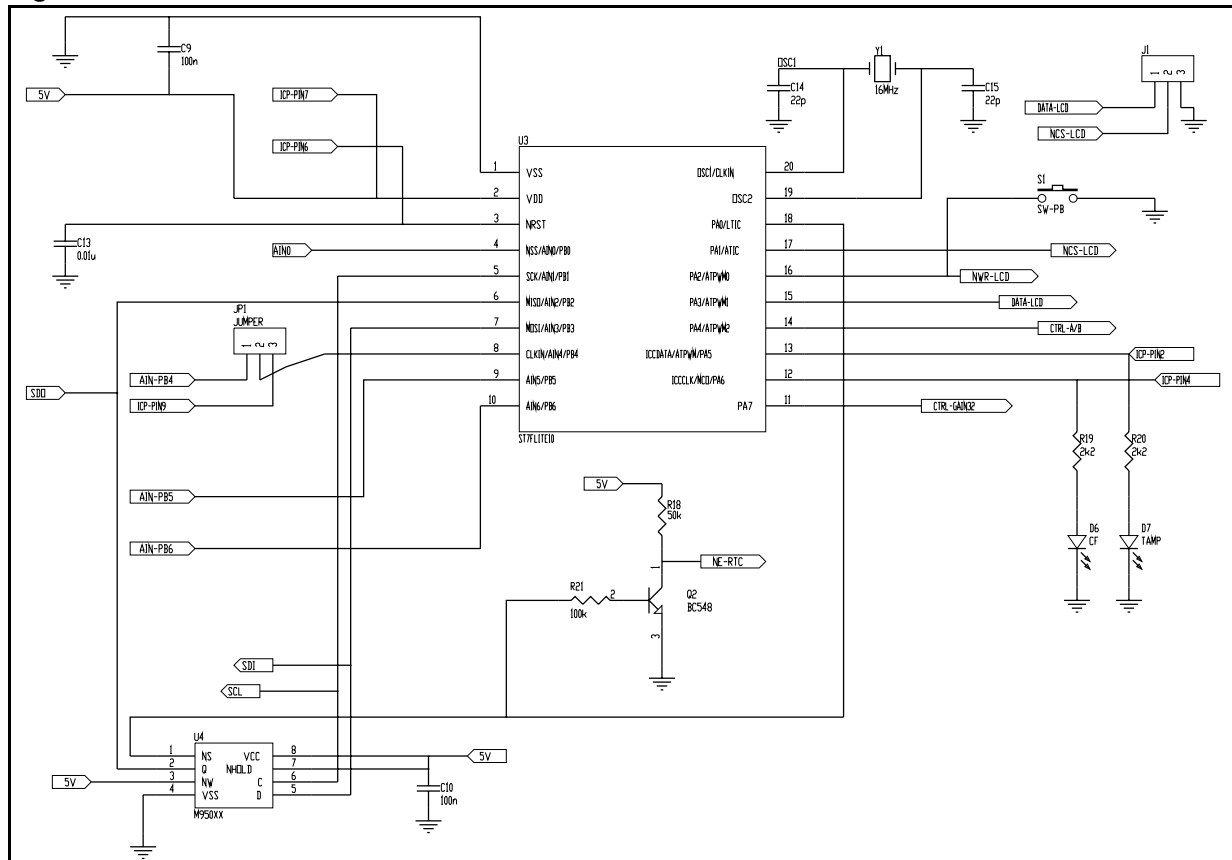 C9
100n
5V
ICP-PIN7
ICP-PIN6
OSC1
C14
22p
Y1
16MHz
C15
22p
J1
1 2 3
DATA-LCD
NCS-LCD
S1
SW-PB
C13
0.01u
AIN0
U3
1 VSS
2 VDD
3 NRST
4 NSS/AIN0/PB0
5 SCK/AIN1/PB1
6 MISO/AIN2/PB2
7 MOSI/AIN3/PB3
8 CLKIN/AIN4/PB4
9 AIN5/PB5
10 AIN6/PB6
OSC1/CLKIN 20
OSC2 19
PA0/LTIC 18
PA1/ATIC 17
PA2/ATPWM0 16
PA3/ATPWM1 15
PA4/ATPWM2 14
ICCDATA/ATPWM/PA5 13
ICCCLK/MCO/PA6 12
PA7 11
ST7FLITE10
NCS-LCD
NWR-LCD
DATA-LCD
CTRL-A/B
ICP-PIN2
ICP-PIN4
CTRL-GAIN32
JP1
JUMPER
1 2 3
AIN-PB4
ICP-PIN9
SDO
AIN-PB5
AIN-PB6
R19
2k2
R20
2k2
D6
CF
D7
TAMP
5V
R18
50k
1
NE-RTC
R21
100k
2
Q2
BC548
3
SDI
SCL
U4
1 NS VCC 8
2 Q NHOLD 7
3 NW C 6
4 VSS D 5
M950XX
5V
5V
C10
100n